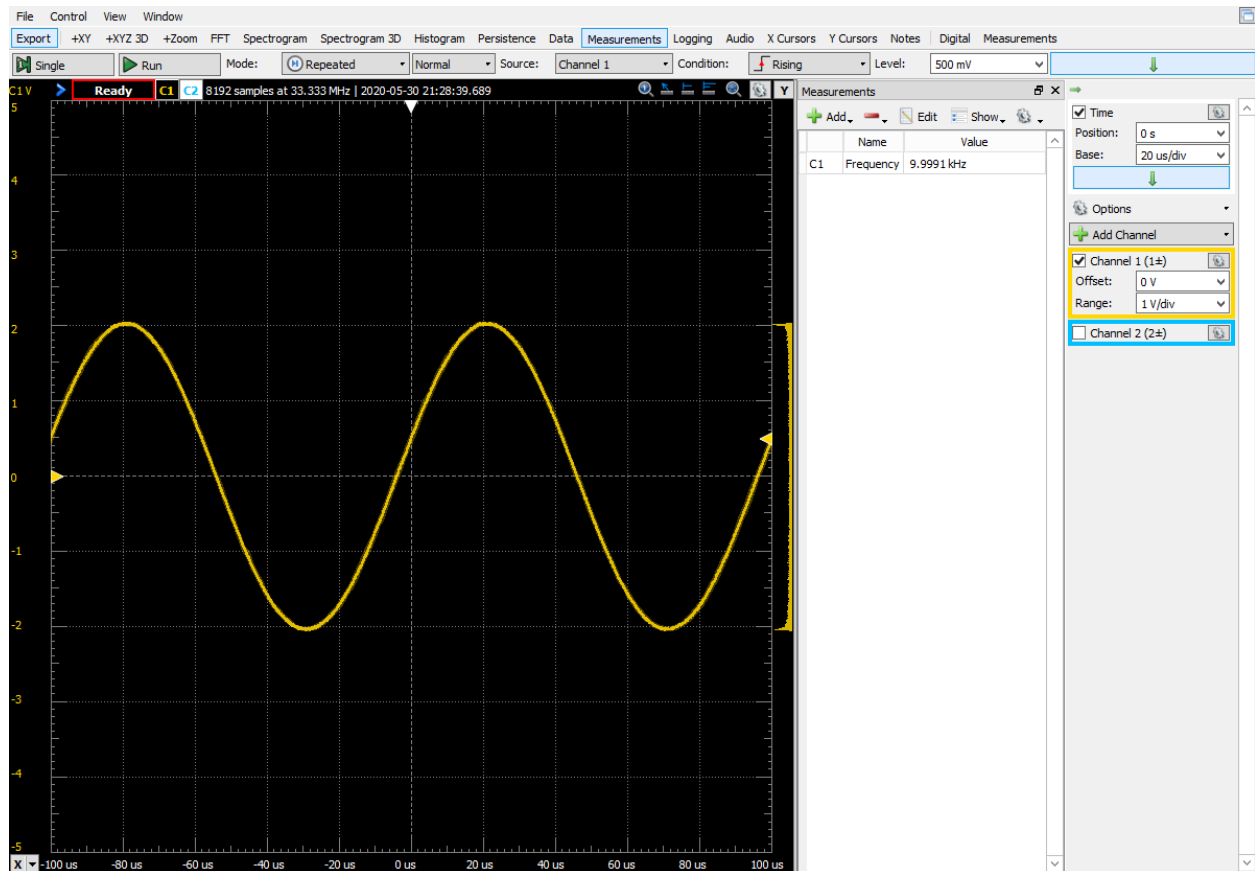 File Control View Window
Export +XY +XYZ 3D +Zoom FFT Spectrogram Spectrogram 3D Histogram Persistence Data Measurements Logging Audio X Cursors Y Cursors Notes Digital Measurements
Single Run Mode: Repeated Normal Source: Channel 1 Condition: Rising Level: 500 mV
C1 V Ready C1 C2 8192 samples at 33.333 MHz | 2020-05-30 21:28:39.689 Y
5
4
3
2
1
0
-1
-2
-3
-4
-5
X -100 us -80 us -60 us -40 us -20 us 0 us 20 us 40 us 60 us 80 us 100 us
Measurements
Add Edit Show
Name Value
C1 Frequency 9.9991 kHz
Time
Position: 0 s
Base: 20 us/div
Options
Add Channel
Channel 1 (1±)
Offset: 0 V
Range: 1 V/div
Channel 2 (2±)